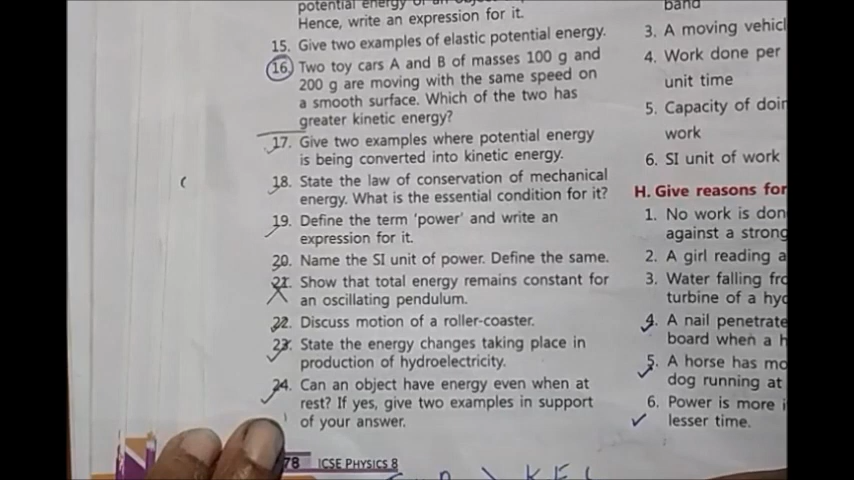 potential energy of an
Hence, write an expression for it.
15. Give two examples of elastic potential energy.
16. Two toy cars A and B of masses 100 g and
200 g are moving with the same speed on
a smooth surface. Which of the two has
greater kinetic energy?
17. Give two examples where potential energy
is being converted into kinetic energy.
18. State the law of conservation of mechanical
energy. What is the essential condition for it?
19. Define the term 'power' and write an
expression for it.
20. Name the SI unit of power. Define the same.
21. Show that total energy remains constant for
an oscillating pendulum.
22. Discuss motion of a roller-coaster.
23. State the energy changes taking place in
production of hydroelectricity.
24. Can an object have energy even when at
rest? If yes, give two examples in support
of your answer.
78 ICSE PHYSICS 8
band
3. A moving vehicl
4. Work done per
unit time
5. Capacity of doin
work
6. SI unit of work
H. Give reasons for
1. No work is don
against a strong
2. A girl reading a
3. Water falling fro
turbine of a hyd
4. A nail penetrate
board when a h
5. A horse has mo
dog running at
6. Power is more i
lesser time.